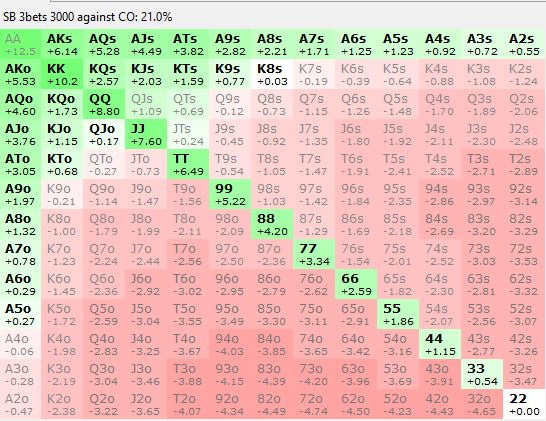 SB 3bets 3000 against CO: 21.0%
AA AKs AQs AJs ATs A9s A8s A7s A6s A5s A4s A3s A2s
+12.5 +6.14 +5.28 +4.49 +3.82 +2.82 +2.21 +1.71 +1.25 +1.23 +0.92 +0.72 +0.55
AKo KK KQs KJs KTs K9s K8s K7s K6s K5s K4s K3s K2s
+5.53 +10.2 +2.57 +2.03 +1.59 +0.77 +0.03 -0.19 -0.39 -0.64 -0.88 -1.08 -1.24
AQo KQo QQ QJs QTs Q9s Q8s Q7s Q6s Q5s Q4s Q3s Q2s
+4.60 +1.73 +8.80 +1.09 +0.69 -0.12 -0.73 -1.15 -1.26 -1.48 -1.70 -1.89 -2.06
AJo KJo QJo JJ JTs J9s J8s J7s J6s J5s J4s J3s J2s
+3.76 +1.15 +0.17 +7.60 +0.24 -0.45 -0.92 -1.35 -1.80 -1.92 -2.11 -2.30 -2.48
ATo KTo QTo JTo TT T9s T8s T7s T6s T5s T4s T3s T2s
+3.05 +0.68 -0.27 -0.73 +6.49 -0.54 -1.05 -1.47 -1.91 -2.41 -2.52 -2.71 -2.89
A9o K9o Q9o J9o T9o 99 98s 97s 96s 95s 94s 93s 92s
+1.97 -0.21 -1.14 -1.47 -1.56 +5.22 -1.03 -1.50 -1.94 -2.35 -2.86 -2.97 -3.14
A8o K8o Q8o J8o T8o 98o 88 87s 86s 85s 84s 83s 82s
+1.32 -1.00 -1.79 -1.99 -2.11 -2.09 +4.20 -1.29 -1.69 -2.18 -2.69 -3.20 -3.29
A7o K7o Q7o J7o T7o 97o 87o 77 76s 75s 74s 73s 72s
+0.78 -1.23 -2.24 -2.44 -2.56 -2.50 -2.36 +3.34 -1.54 -2.01 -2.52 -3.03 -3.53
A6o K6o Q6o J6o T6o 96o 86o 76o 66 65s 64s 63s 62s
+0.29 -1.45 -2.36 -2.92 -3.02 -2.95 -2.79 -2.62 +2.59 -1.82 -2.30 -2.81 -3.32
A5o K5o Q5o J5o T5o 95o 85o 75o 65o 55 54s 53s 52s
+0.27 -1.72 -2.59 -3.04 -3.55 -3.49 -3.30 -3.11 -2.91 +1.86 -2.07 -2.56 -3.07
A4o K4o Q4o J4o T4o 94o 84o 74o 64o 54o 44 43s 42s
-0.06 -1.98 -2.83 -3.25 -3.67 -4.03 -3.85 -3.65 -3.42 -3.16 +1.15 -2.77 -3.26
A3o K3o Q3o J3o T3o 93o 83o 73o 63o 53o 43o 33 32s
-0.28 -2.19 -3.04 -3.46 -3.88 -4.15 -4.39 -4.20 -3.96 -3.69 -3.91 +0.54 -3.47
A2o K2o Q2o J2o T2o 92o 82o 72o 62o 52o 42o 32o 22
-0.47 -2.38 -3.22 -3.65 -4.07 -4.34 -4.49 -4.74 -4.50 -4.23 -4.43 -4.65 +0.00